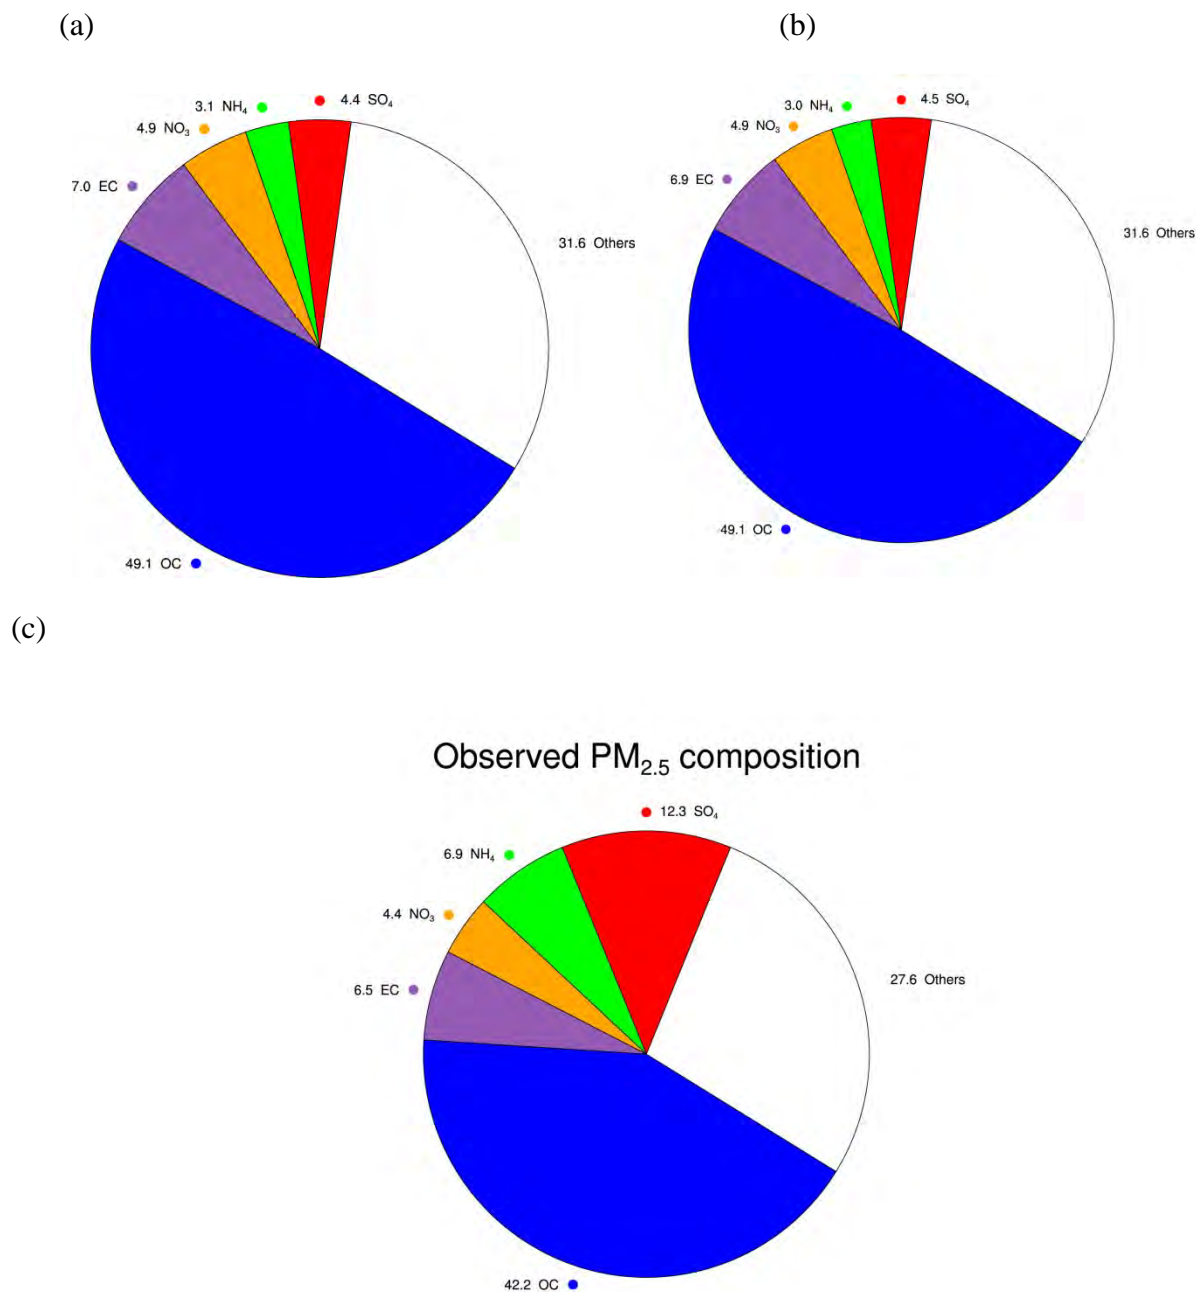 (a)
(b)
3.1 NH₄
4.4 SO₄
4.9 NO₃
7.0 EC
31.6 Others
49.1 OC
3.0 NH₄
4.5 SO₄
4.9 NO₃
6.9 EC
31.6 Others
49.1 OC
(c)
Observed PM₂.₅ composition
12.3 SO₄
6.9 NH₄
4.4 NO₃
6.5 EC
27.6 Others
42.2 OC